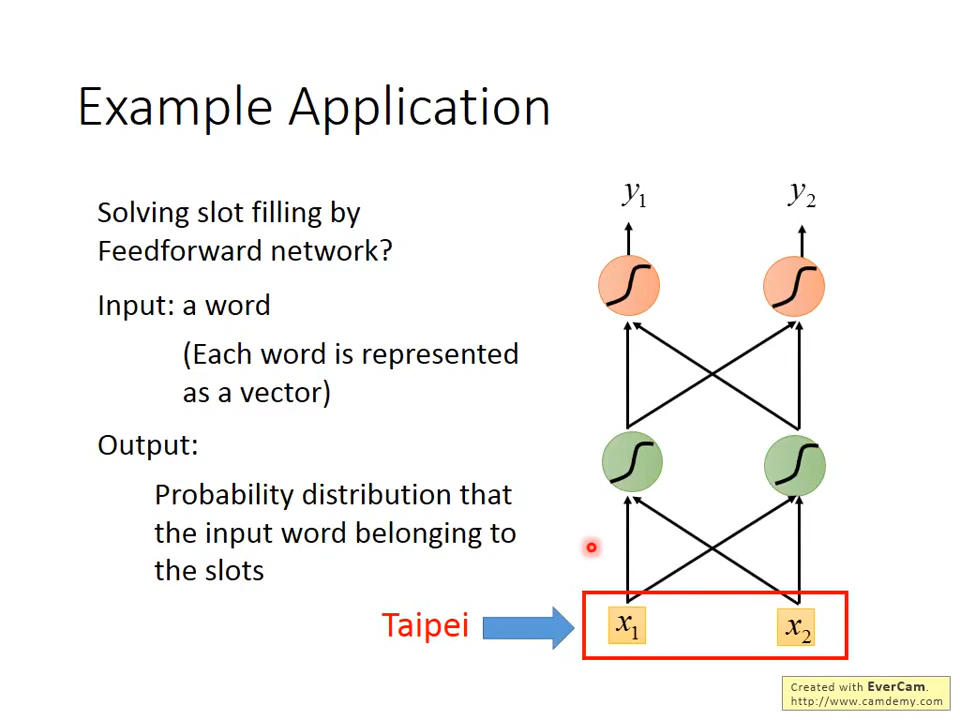 Example Application
Solving slot filling by
Feedforward network?
Input: a word
(Each word is represented
as a vector)
Output:
Probability distribution that
the input word belonging to
the slots
Taipei
y₁
y₂
x₁
x₂
Created with EverCam.
http://www.camdemy.com